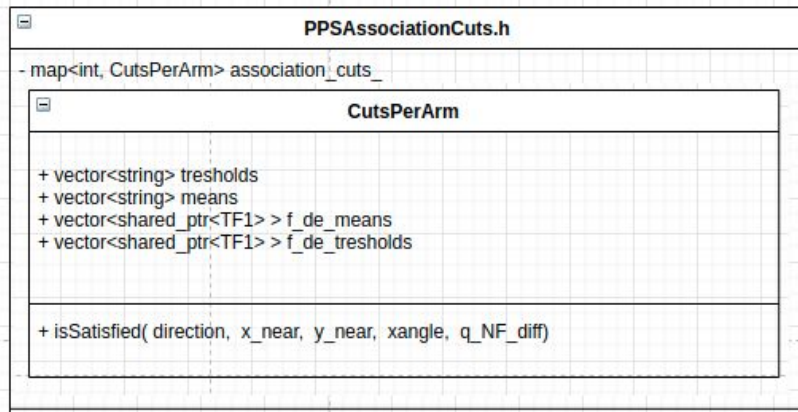 PPSAssociationCuts.h
- map<int, CutsPerArm> association_cuts_
CutsPerArm
+ vector<string> tresholds
+ vector<string> means
+ vector<shared_ptr<TF1> > f_de_means
+ vector<shared_ptr<TF1> > f_de_tresholds
+ isSatisfied( direction, x_near, y_near, xangle, q_NF_diff)